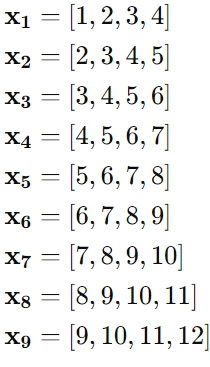 x₁ = [1, 2, 3, 4]
x₂ = [2, 3, 4, 5]
x₃ = [3, 4, 5, 6]
x₄ = [4, 5, 6, 7]
x₅ = [5, 6, 7, 8]
x₆ = [6, 7, 8, 9]
x₇ = [7, 8, 9, 10]
x₈ = [8, 9, 10, 11]
x₉ = [9, 10, 11, 12]